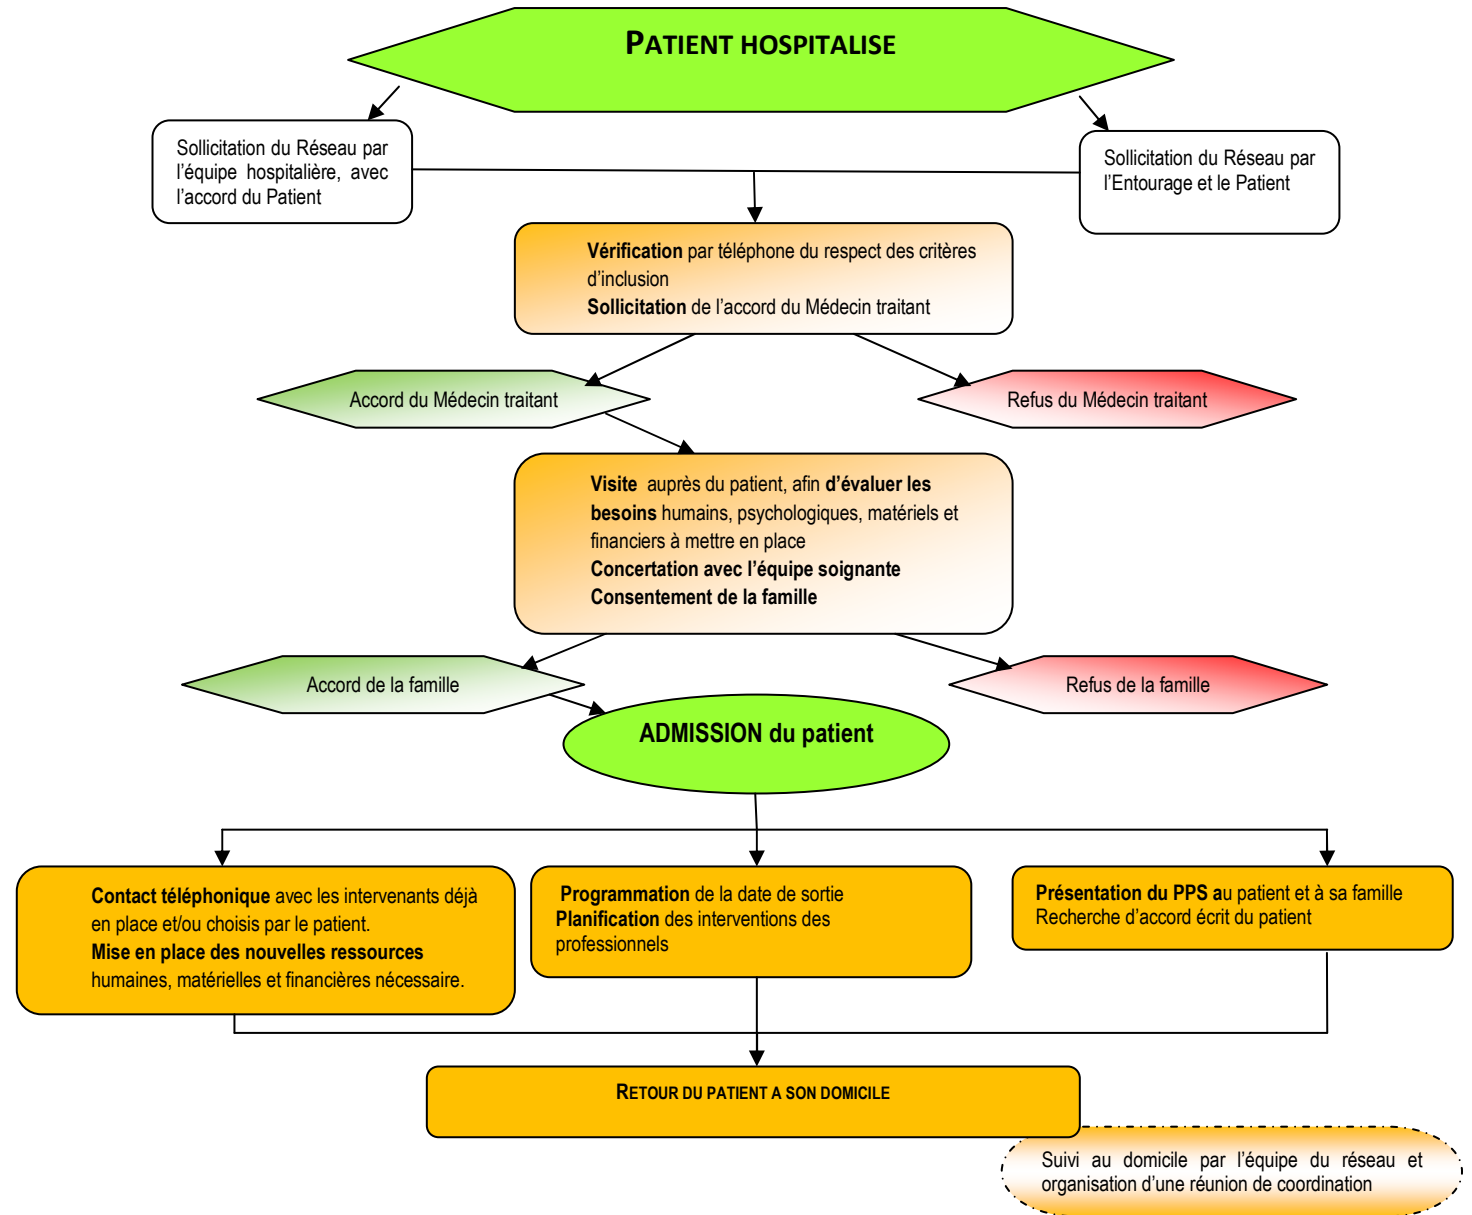 PATIENT HOSPITALISE
Sollicitation du Réseau par
l'équipe hospitalière, avec
l'accord du Patient
Sollicitation du Réseau par
l'Entourage et le Patient
Vérification par téléphone du respect des critères
d'inclusion
Sollicitation de l'accord du Médecin traitant
Accord du Médecin traitant
Refus du Médecin traitant
Visite auprès du patient, afin d'évaluer les
besoins humains, psychologiques, matériels et
financiers à mettre en place
Concertation avec l'équipe soignante
Consentement de la famille
Accord de la famille
Refus de la famille
ADMISSION du patient
Contact téléphonique avec les intervenants déjà
en place et/ou choisis par le patient.
Mise en place des nouvelles ressources
humaines, matérielles et financières nécessaire.
Programmation de la date de sortie
Planification des interventions des
professionnels
Présentation du PPS au patient et à sa famille
Recherche d'accord écrit du patient
RETOUR DU PATIENT A SON DOMICILE
Suivi au domicile par l'équipe du réseau et
organisation d'une réunion de coordination